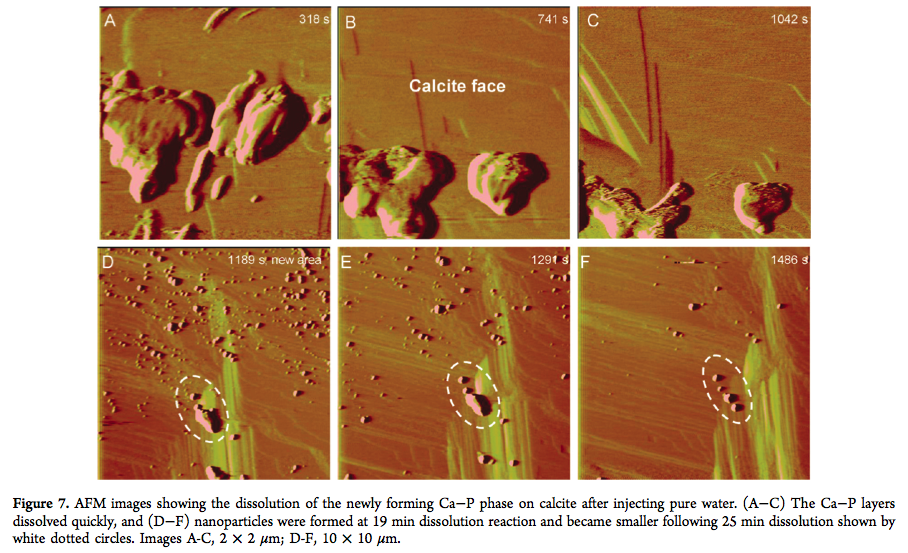 A
318 s
B
741 s
Calcite face
C
1042 s
D
1189 s new area
E
1291 s
F
1486 s
Figure 7. AFM images showing the dissolution of the newly forming Ca−P phase on calcite after injecting pure water. (A−C) The Ca−P layers
dissolved quickly, and (D−F) nanoparticles were formed at 19 min dissolution reaction and became smaller following 25 min dissolution shown by
white dotted circles. Images A-C, 2 × 2 μm; D-F, 10 × 10 μm.